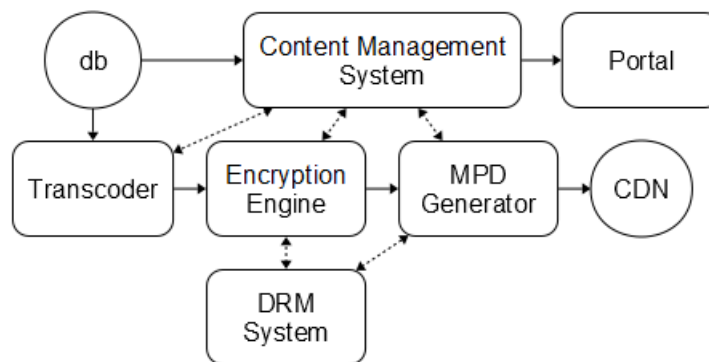 db
Content Management
System
Portal
Transcoder
Encryption
Engine
MPD
Generator
CDN
DRM
System